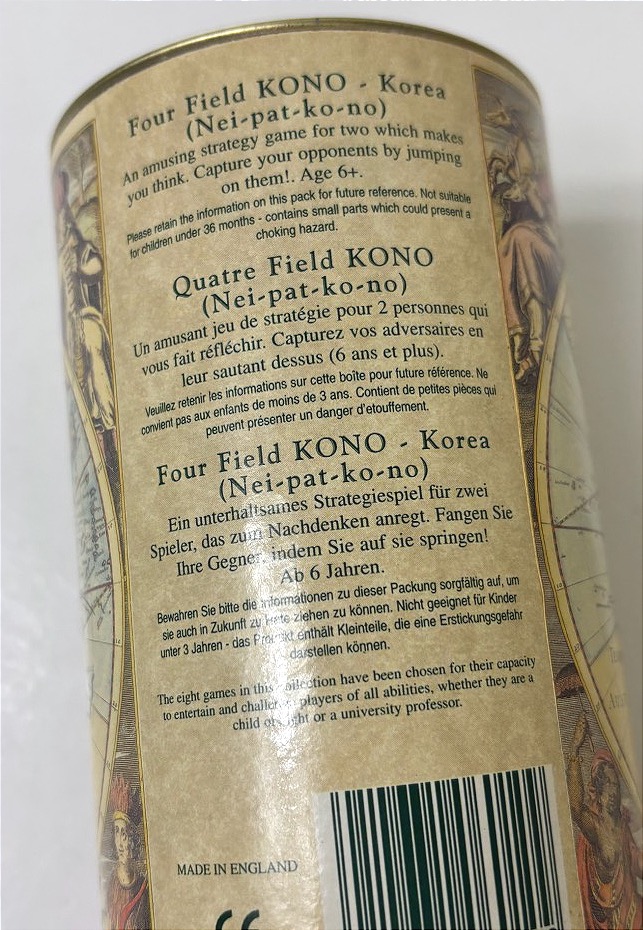 Four Field KONO - Korea
(Nei-pat-ko-no)
An amusing strategy game for two which makes
you think. Capture your opponents by jumping
on them!. Age 6+.
Please retain the information on this pack for future reference. Not suitable
for children under 36 months - contains small parts which could present a
choking hazard.
Quatre Field KONO
(Nei-pat-ko-no)
Un amusant jeu de stratégie pour 2 personnes qui
vous fait réfléchir. Capturez vos adversaires en
leur sautant dessus (6 ans et plus).
Veuillez retenir les informations sur cette boîte pour future référence. Ne
convient pas aux enfants de moins de 3 ans. Contient de petites pièces qui
peuvent présenter un danger d'etouffement.
Four Field KONO - Korea
(Nei-pat-ko-no)
Ein unterhaltsames Strategiespiel für zwei
Spieler, das zum Nachdenken anregt. Fangen Sie
Ihre Gegner, indem Sie auf sie springen!
Ab 6 Jahren.
Bewahren Sie bitte die Informationen zu dieser Packung sorgfältig auf, um
sie auch in Zukunft zu Rate ziehen zu können. Nicht geeignet für Kinder
unter 3 Jahren - das Produkt enthält Kleinteile, die eine Erstickungsgefahr
darstellen können.
The eight games in this collection have been chosen for their capacity
to entertain and challenge players of all abilities, whether they are a
child of eight or a university professor.
MADE IN ENGLAND
CE